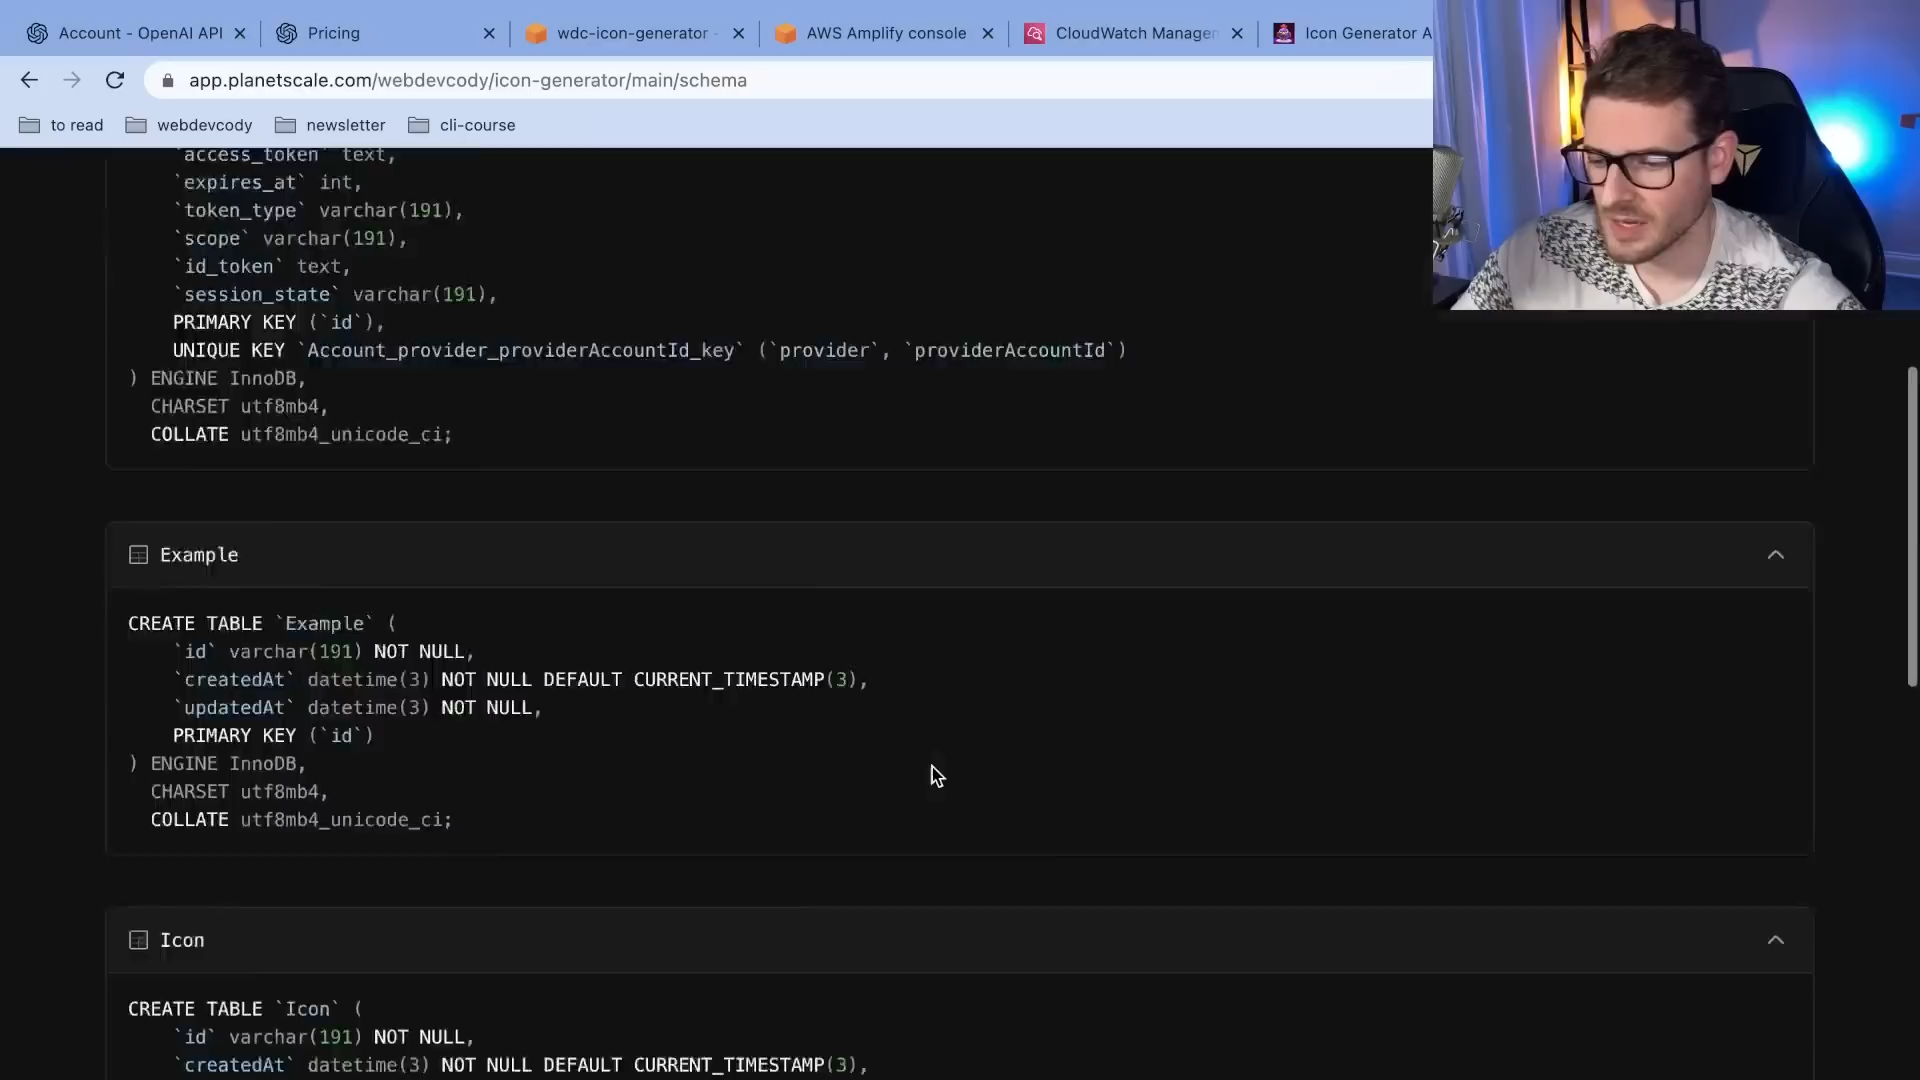 Account - OpenAI API
Pricing
wdc-icon-generator -
AWS Amplify console
CloudWatch Manager
Icon Generator A
app.planetscale.com/webdevcody/icon-generator/main/schema
to read
webdevcody
newsletter
cli-course
`access_token` text,
`expires_at` int,
`token_type` varchar(191),
`scope` varchar(191),
`id_token` text,
`session_state` varchar(191),
PRIMARY KEY (`id`),
UNIQUE KEY `Account_provider_providerAccountId_key` (`provider`, `providerAccountId`)
) ENGINE InnoDB,
CHARSET utf8mb4,
COLLATE utf8mb4_unicode_ci;
Example
CREATE TABLE `Example` (
`id` varchar(191) NOT NULL,
`createdAt` datetime(3) NOT NULL DEFAULT CURRENT_TIMESTAMP(3),
`updatedAt` datetime(3) NOT NULL,
PRIMARY KEY (`id`)
) ENGINE InnoDB,
CHARSET utf8mb4,
COLLATE utf8mb4_unicode_ci;
Icon
CREATE TABLE `Icon` (
`id` varchar(191) NOT NULL,
`createdAt` datetime(3) NOT NULL DEFAULT CURRENT_TIMESTAMP(3),